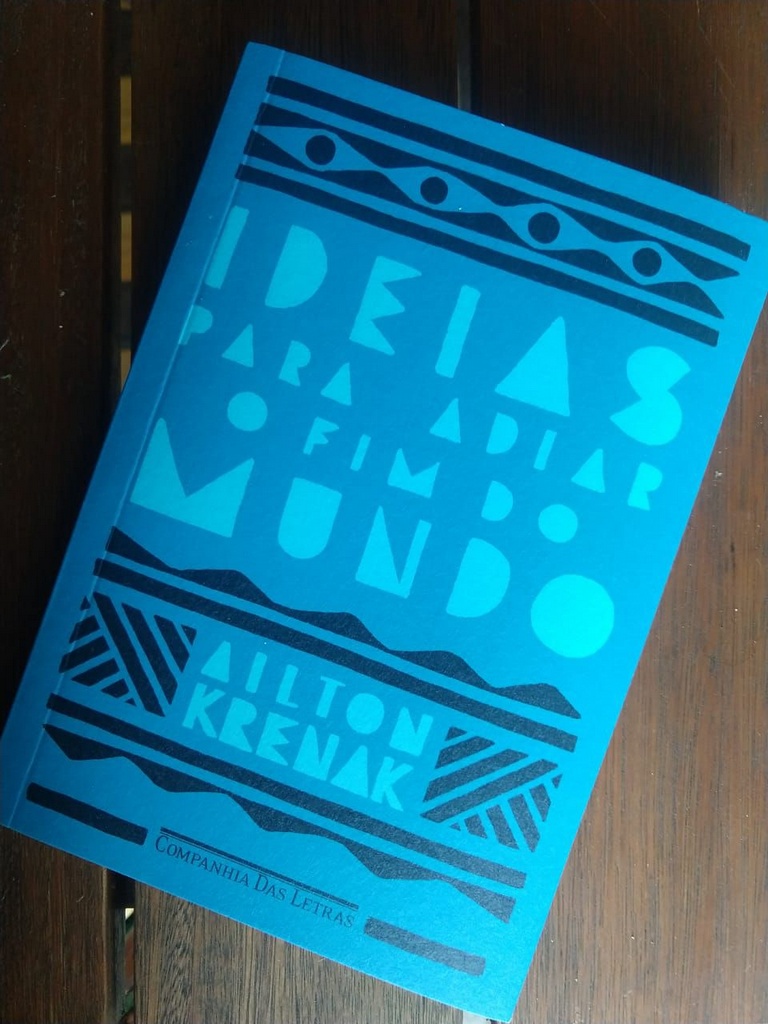 IDEIAS
PARA ADIAR
O FIM DO
MUNDO
AILTON
KRENAK
COMPANHIA DAS LETRAS